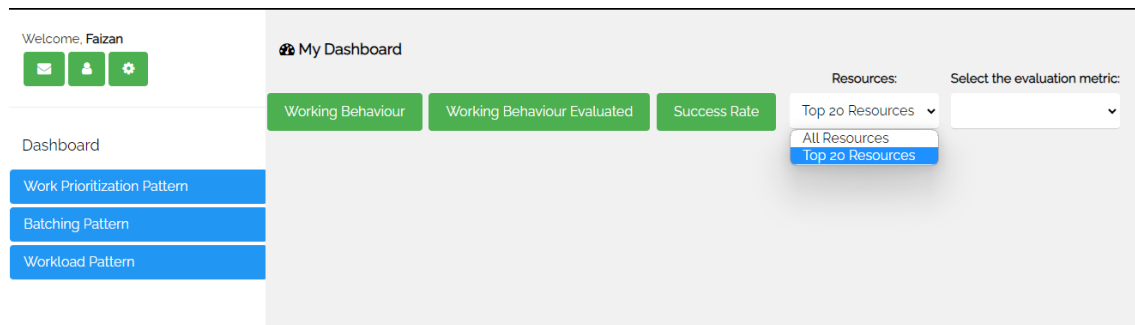 Welcome, Faizan
Dashboard
Work Prioritization Pattern
Batching Pattern
Workload Pattern
My Dashboard
Resources:
Select the evaluation metric:
Working Behaviour
Working Behaviour Evaluated
Success Rate
Top 20 Resources
All Resources
Top 20 Resources